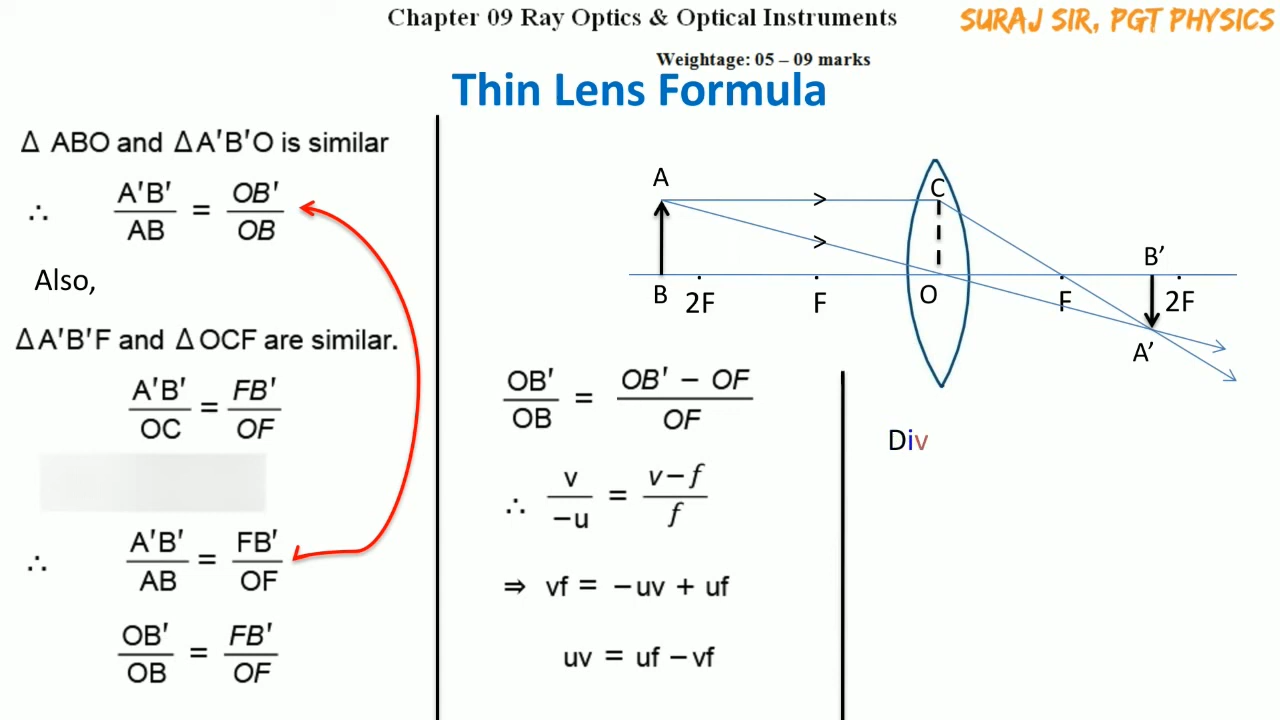 Chapter 09 Ray Optics & Optical Instruments
SURAJ SIR, PGT PHYSICS
Weightage: 05 – 09 marks
Thin Lens Formula
Δ ABO and ΔA'B'O is similar
∴ A'B'/AB = OB'/OB
Also,
ΔA'B'F and ΔOCF are similar.
A'B'/OC = FB'/OF
∴ A'B'/AB = FB'/OF
OB'/OB = FB'/OF
OB'/OB = OB' − OF/OF
∴ v/−u = v−f/f
⇒ vf = −uv + uf
uv = uf − vf
A
C
B'
B
2F
F
O
F
2F
A'
Div